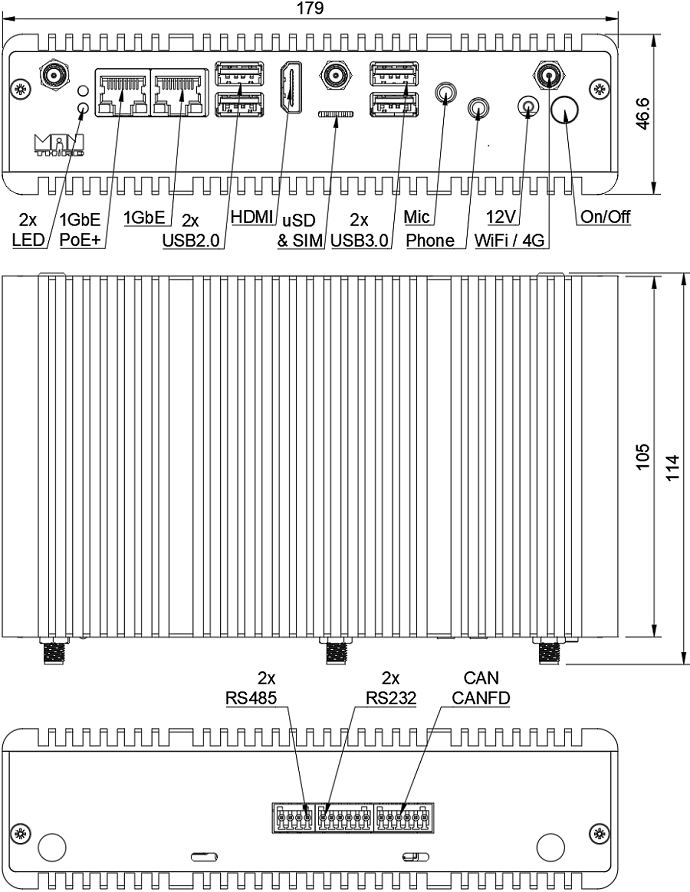 179
46.6
MiN
2x
LED
1GbE
PoE+
1GbE
2x
USB2.0
HDMI
uSD
& SIM
2x
USB3.0
Mic
Phone
12V
WiFi / 4G
On/Off
105
114
2x
RS485
2x
RS232
CAN
CANFD